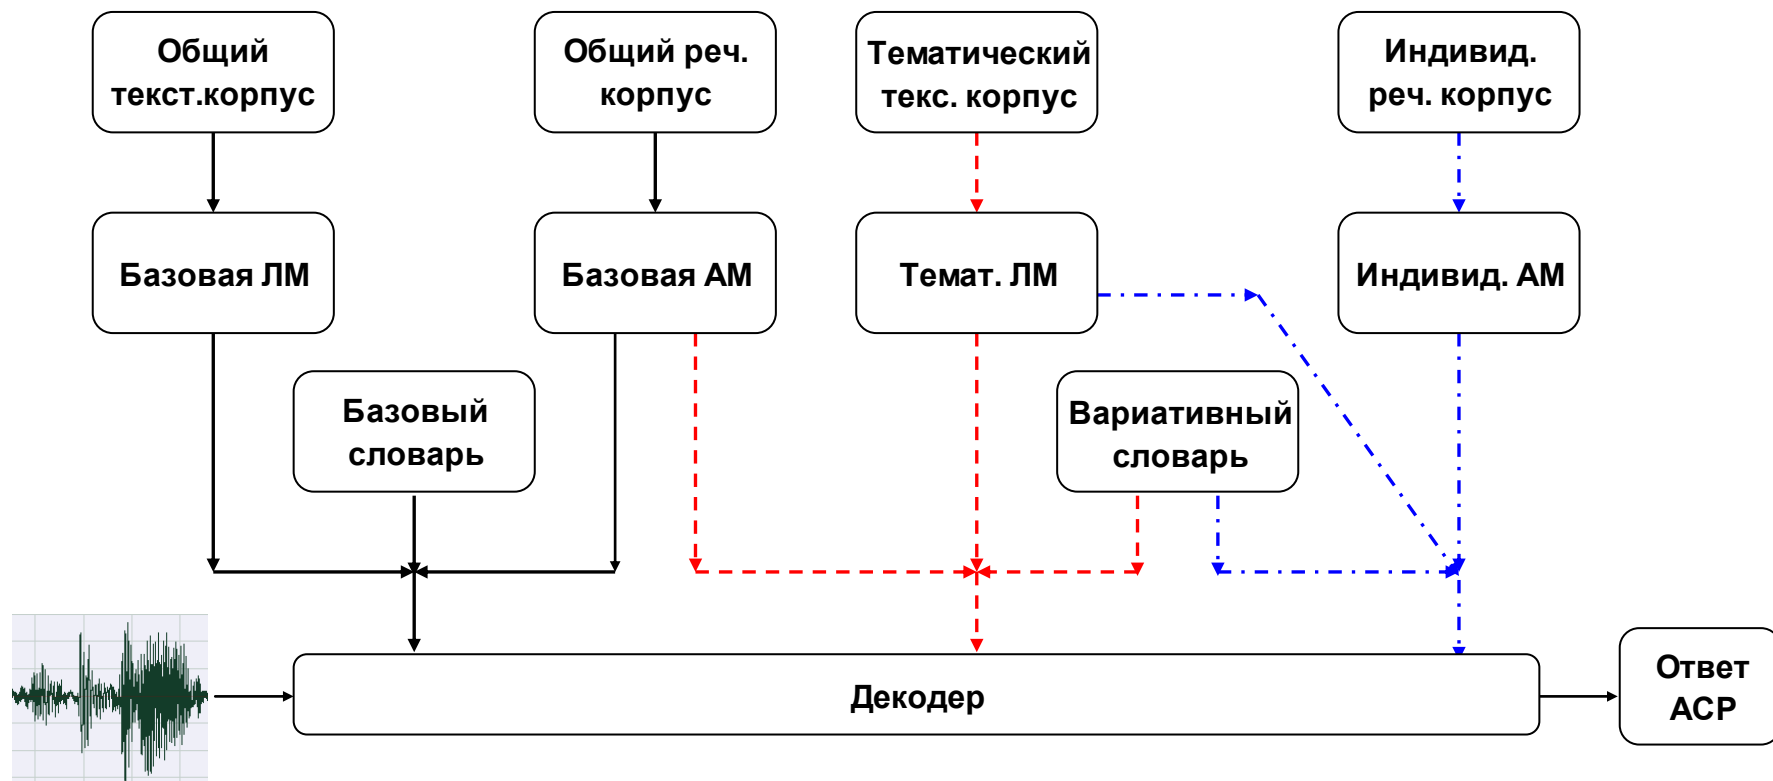 Общий
текст.корпус
Общий реч.
корпус
Тематический
текс. корпус
Индивид.
реч. корпус
Базовая ЛМ
Базовая АМ
Темат. ЛМ
Индивид. АМ
Базовый
словарь
Вариативный
словарь
Декодер
Ответ
АСР